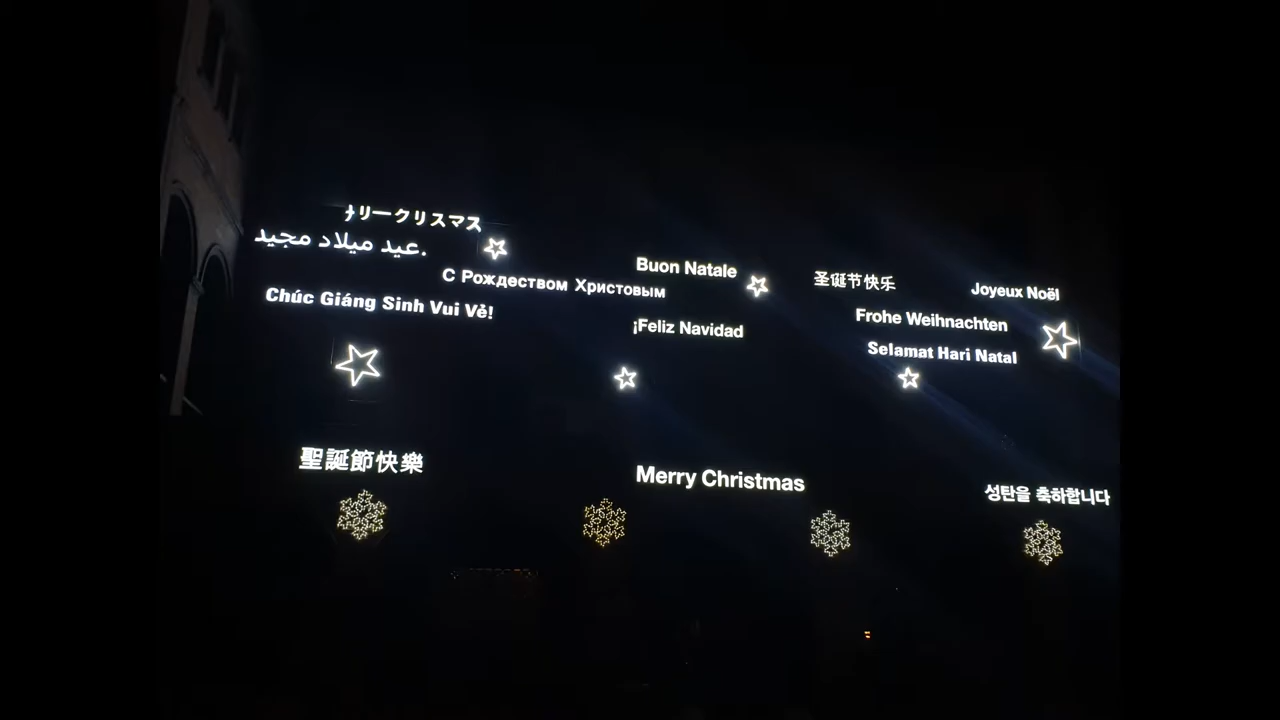 メリークリスマス
عيد ميلاد مجيد.
С Рождеством Христовым
Chúc Giáng Sinh Vui Vẻ!
Buon Natale
¡Feliz Navidad
圣诞节快乐
Joyeux Noël
Frohe Weihnachten
Selamat Hari Natal
聖誕節快樂
Merry Christmas
성탄을 축하합니다